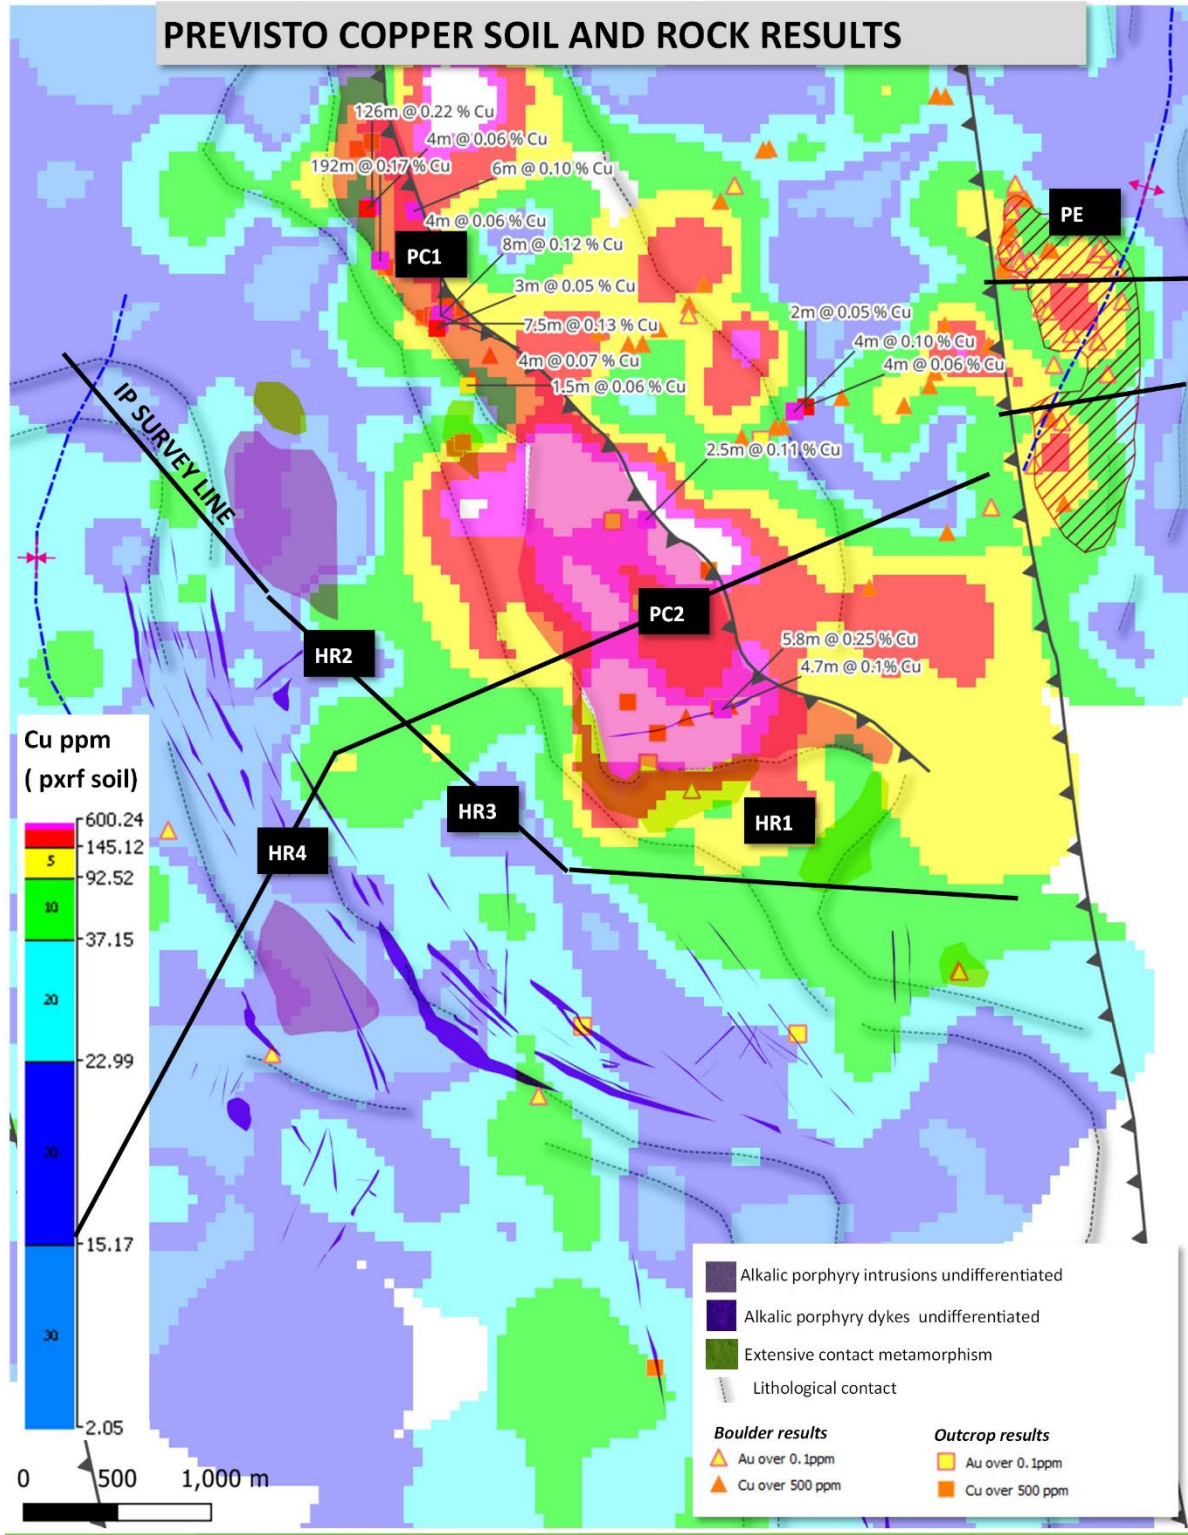 PREVISTO COPPER SOIL AND ROCK RESULTS
126m @ 0.22 % Cu
4m @ 0.06 % Cu
192m @ 0.17 % Cu
6m @ 0.10 % Cu
4m @ 0.06 % Cu
PE
8m @ 0.12 % Cu
PC1
3m @ 0.05 % Cu
2m @ 0.05 % Cu
7.5m @ 0.13 % Cu
4m @ 0.10 % Cu
4m @ 0.07 % Cu
4m @ 0.06 % Cu
1.5m @ 0.06 % Cu
IP SURVEY LINE
2.5m @ 0.11 % Cu
PC2
5.8m @ 0.25 % Cu
HR2
4.7m @ 0.1% Cu
Cu ppm
( pxrf soil)
HR3
HR1
HR4
600.24
145.12
5
92.52
10
37.15
20
22.99
30
15.17
30
2.05
0 500 1,000 m
Alkalic porphyry intrusions undifferentiated
Alkalic porphyry dykes undifferentiated
Extensive contact metamorphism
Lithological contact
Boulder results
Au over 0.1ppm
Cu over 500 ppm
Outcrop results
Au over 0.1ppm
Cu over 500 ppm